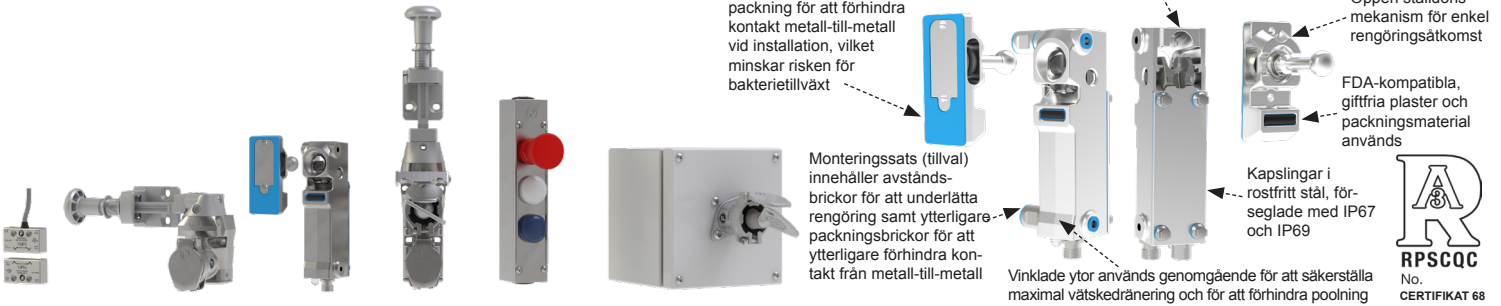 packning för att förhindra
kontakt metall-till-metall
vid installation, vilket
minskar risken för
bakterietillväxt
mekanism för enkel
rengöringsåtkomst
FDA-kompatibla,
giftfria plaster och
packningsmaterial
används
Monteringssats (tillval)
innehåller avstånds-
brickor för att underlätta
rengöring samt ytterligare
packningsbrickor för att
ytterligare förhindra kon-
takt från metall-till-metall
Kapslingar i
rostfritt stål, för-
seglade med IP67
och IP69
Vinklade ytor används genomgående för att säkerställa
maximal vätskedränering och för att förhindra poolning
A
3
R
RPSCQC
No.
CERTIFIKAT 68